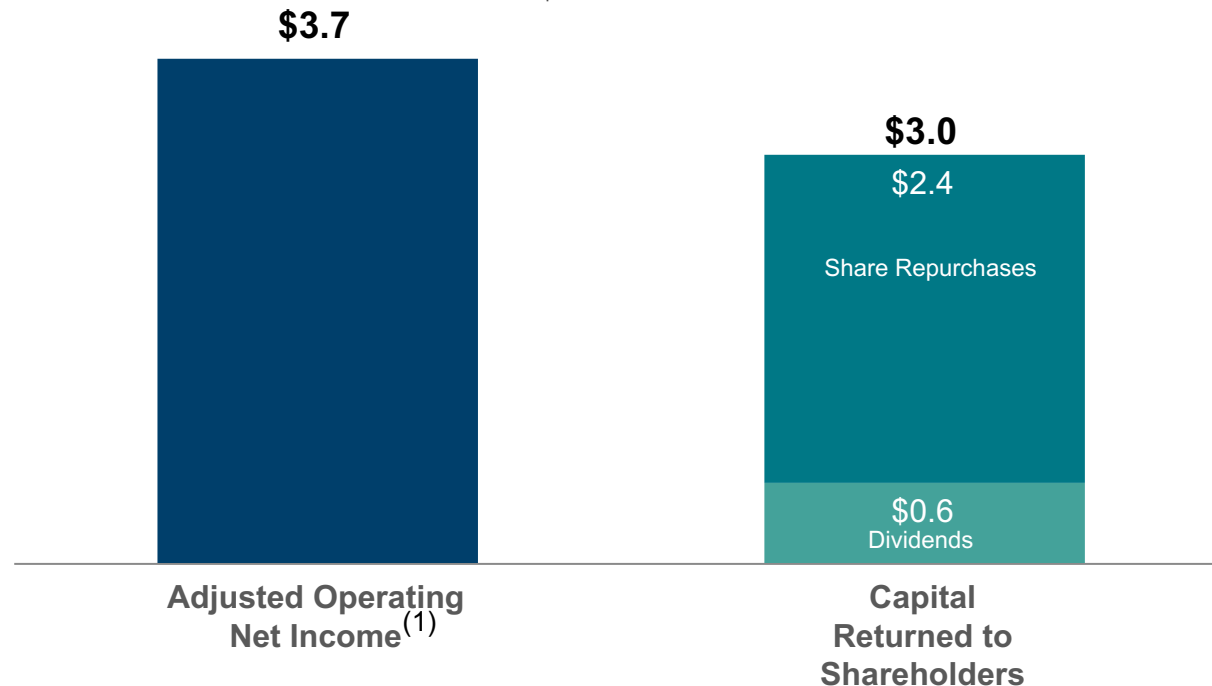 $3.7
$3.0
$2.4
Share Repurchases
$0.6
Dividends
Adjusted Operating
Net Income(1)
Capital
Returned to
Shareholders